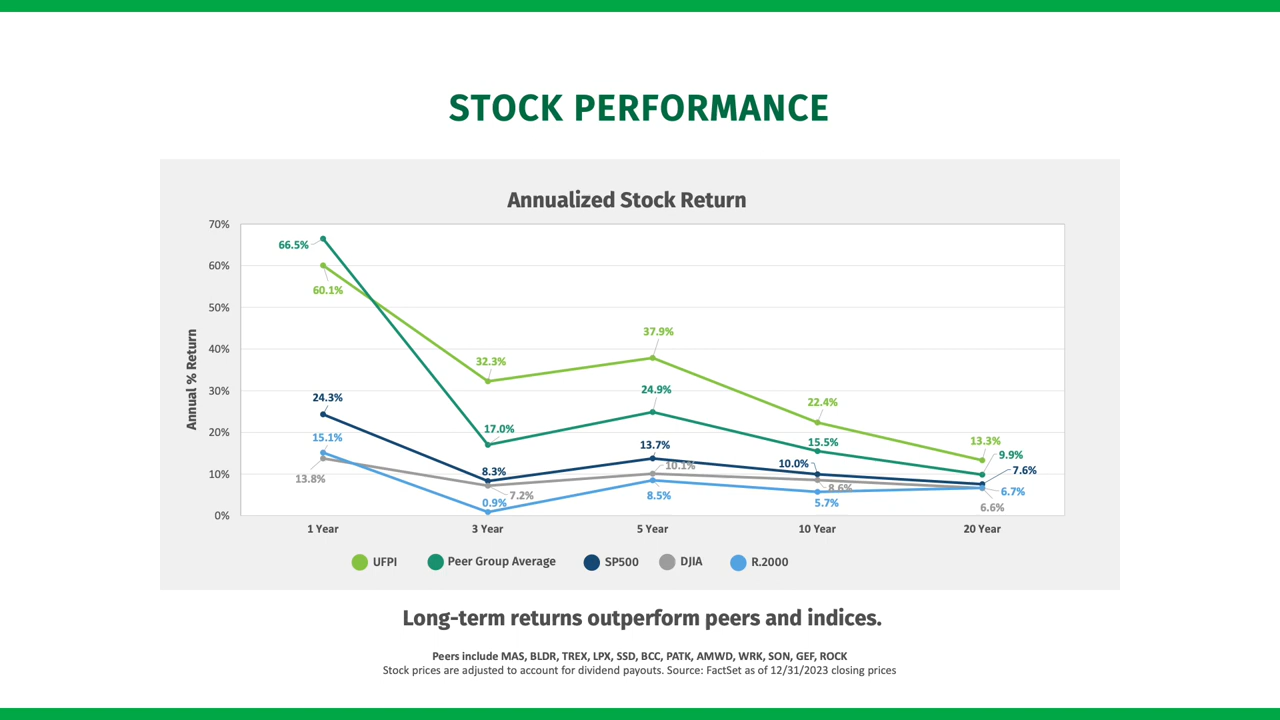 STOCK PERFORMANCE
Annualized Stock Return
Annual % Return
70%
60%
50%
40%
30%
20%
10%
0%
66.5%
60.1%
32.3%
37.9%
24.3%
24.9%
22.4%
15.1%
17.0%
13.7%
15.5%
13.3%
9.9%
13.8%
8.3%
10.1%
10.0%
7.6%
7.2%
8.6%
6.7%
0.9%
8.5%
5.7%
6.6%
1 Year
3 Year
5 Year
10 Year
20 Year
UFPI
Peer Group Average
SP500
DJIA
R.2000
Long-term returns outperform peers and indices.
Peers include MAS, BLDR, TREX, LPX, SSD, BCC, PATK, AMWD, WRK, SON, GEF, ROCK
Stock prices are adjusted to account for dividend payouts. Source: FactSet as of 12/31/2023 closing prices